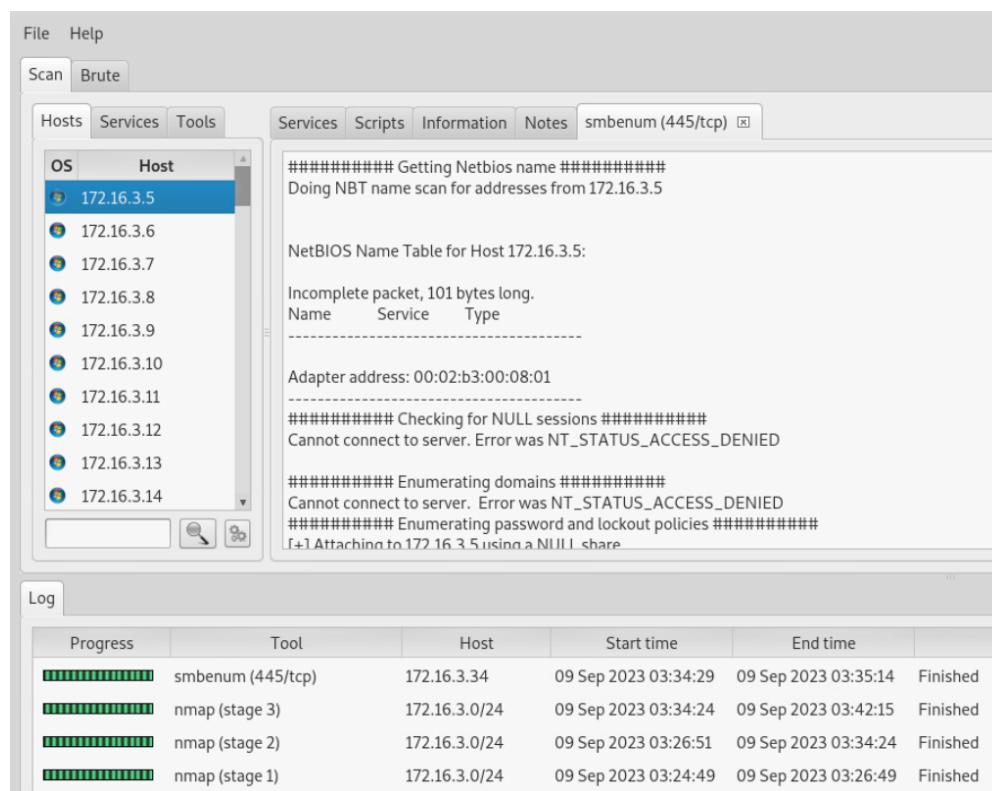 File Help
Scan Brute
Hosts Services Tools
OS Host
172.16.3.5
172.16.3.6
172.16.3.7
172.16.3.8
172.16.3.9
172.16.3.10
172.16.3.11
172.16.3.12
172.16.3.13
172.16.3.14
Services Scripts Information Notes smbenum (445/tcp)
########## Getting Netbios name ##########
Doing NBT name scan for addresses from 172.16.3.5
NetBIOS Name Table for Host 172.16.3.5:
Incomplete packet, 101 bytes long.
Name Service Type
----------------------------------------
Adapter address: 00:02:b3:00:08:01
----------------------------------------
########## Checking for NULL sessions ##########
Cannot connect to server. Error was NT_STATUS_ACCESS_DENIED
########## Enumerating domains ##########
Cannot connect to server. Error was NT_STATUS_ACCESS_DENIED
########## Enumerating password and lockout policies ##########
[+] Attaching to 172.16.3.5 using a NULL share
Log
Progress Tool Host Start time End time
smbenum (445/tcp) 172.16.3.34 09 Sep 2023 03:34:29 09 Sep 2023 03:35:14 Finished
nmap (stage 3) 172.16.3.0/24 09 Sep 2023 03:34:24 09 Sep 2023 03:42:15 Finished
nmap (stage 2) 172.16.3.0/24 09 Sep 2023 03:26:51 09 Sep 2023 03:34:24 Finished
nmap (stage 1) 172.16.3.0/24 09 Sep 2023 03:24:49 09 Sep 2023 03:26:49 Finished